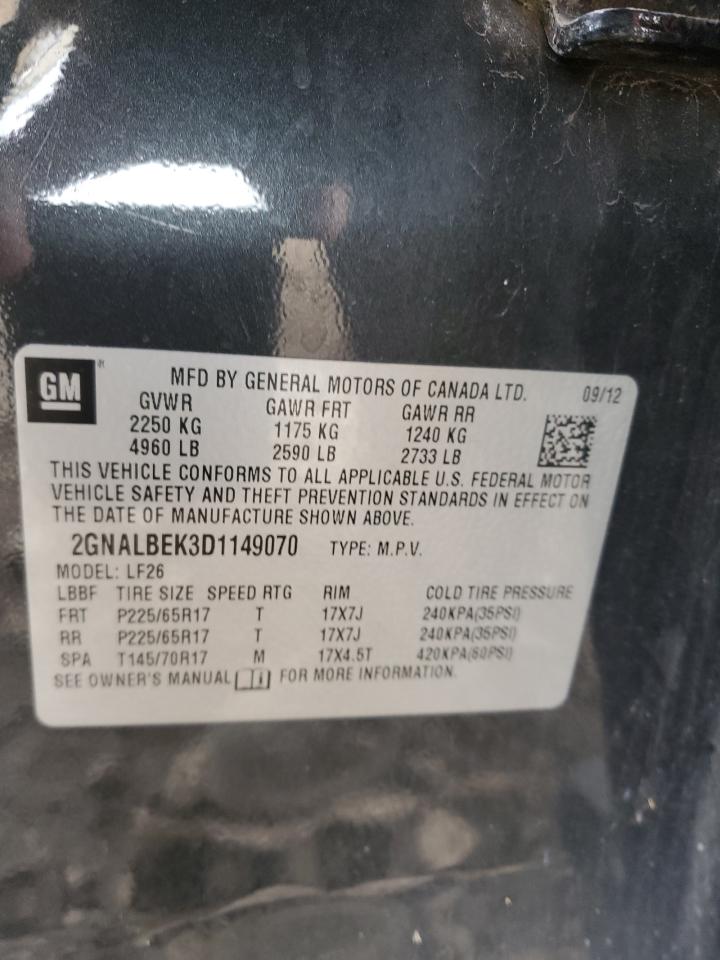 GM ® MFD BY GENERAL MOTORS OF CANADA LTD. 09/12
GVWR GAWR FRT GAWR RR
2250 KG 1175 KG 1240 KG
4960 LB 2590 LB 2733 LB
THIS VEHICLE CONFORMS TO ALL APPLICABLE U.S. FEDERAL MOTOR
VEHICLE SAFETY AND THEFT PREVENTION STANDARDS IN EFFECT ON
THE DATE OF MANUFACTURE SHOWN ABOVE.
2GNALBEK3D1149070 TYPE: M.P.V.
MODEL: LF26
LBBF TIRE SIZE SPEED RTG RIM COLD TIRE PRESSURE
FRT P225/65R17 T 17X7J 240KPA(35PSI)
RR P225/65R17 T 17X7J 240KPA(35PSI)
SPA T145/70R17 M 17X4.5T 420KPA(60PSI)
SEE OWNER'S MANUAL FOR MORE INFORMATION.